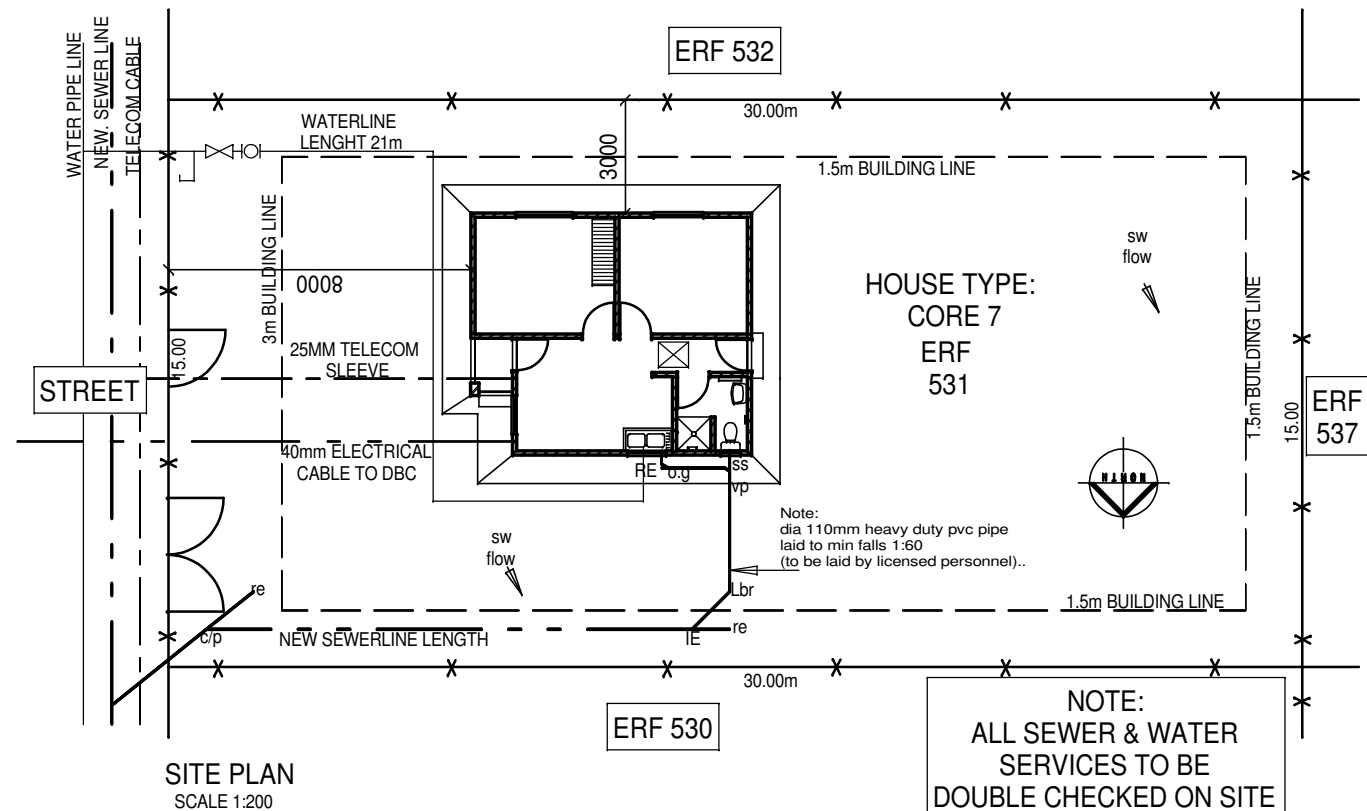 ERF 532
WATER PIPE LINE
NEW. SEWER LINE
TELECOM CABLE
30.00m
WATERLINE
LENGHT 21m
3000
1.5m BUILDING LINE
3m BUILDING LINE
8000
sw
flow
HOUSE TYPE:
CORE 7
ERF
531
15.00
25MM TELECOM
SLEEVE
STREET
1.5m BUILDING LINE
15.00
ERF
537
40mm ELECTRICAL
CABLE TO DBC
RE
o.g
ss
vp
NORTH
Note:
dia 110mm heavy duty pvc pipe
laid to min falls 1:60
(to be laid by licensed personnel)..
sw
flow
re
Lbr
1.5m BUILDING LINE
c/p
NEW SEWERLINE LENGTH
IE
re
30.00m
ERF 530
NOTE:
ALL SEWER & WATER
SERVICES TO BE
DOUBLE CHECKED ON SITE
SITE PLAN
SCALE 1:200